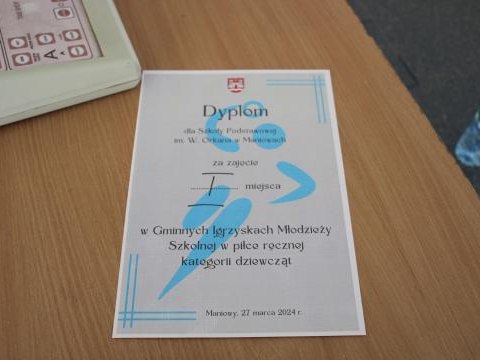 Dyplom
dla Szkoły Podstawowej
im. W. Orkana w Maniowach
za zajęcie
I miejsca
w Gminnych Igrzyskach Młodzieży
Szkolnej w piłce ręcznej
kategorii dziewcząt
Maniowy, 27 marca 2024 r.